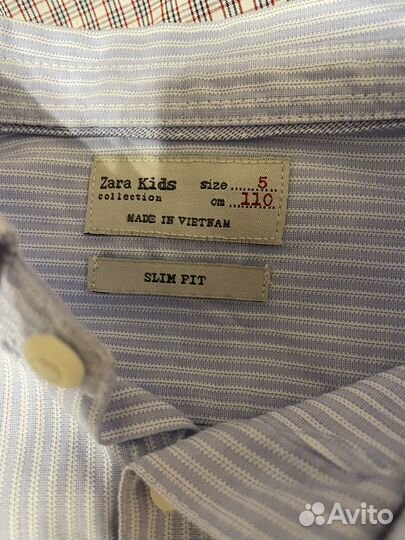 Zara Kids size.......5....
collection cm ........110
MADE IN VIETNAM
SLIM FIT
Avito